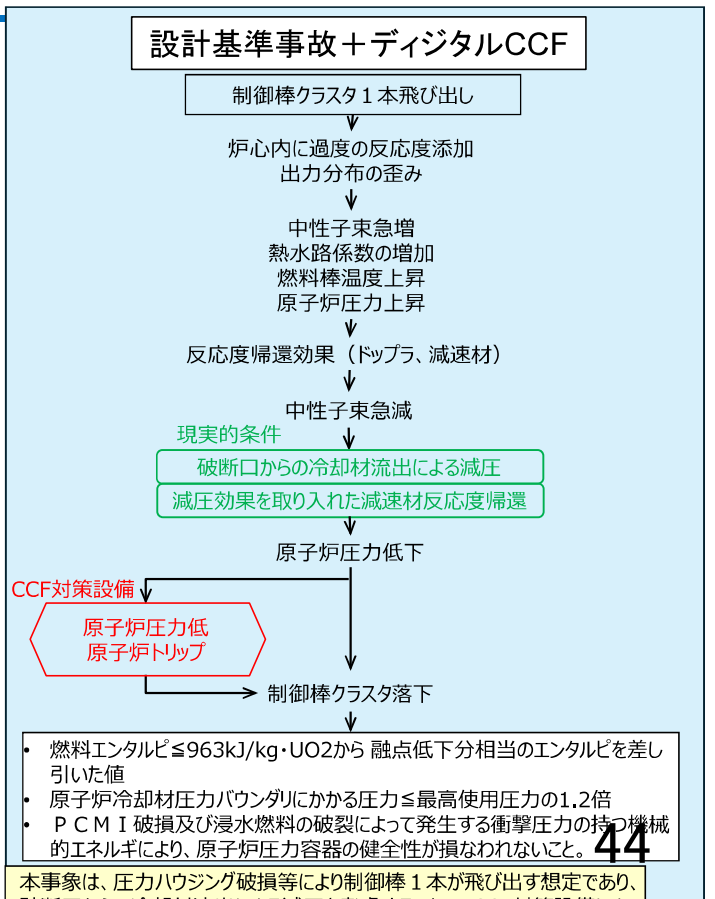 設計基準事故＋ディジタルCCF
制御棒クラスタ１本飛び出し
炉心内に過度の反応度添加
出力分布の歪み
中性子束急増
熱水路係数の増加
燃料棒温度上昇
原子炉圧力上昇
反応度帰還効果（ドップラ、減速材）
中性子束急減
現実的条件
破断口からの冷却材流出による減圧
減圧効果を取り入れた減速材反応度帰還
原子炉圧力低下
CCF対策設備
原子炉圧力低
原子炉トリップ
制御棒クラスタ落下
• 燃料エンタルピ≦963kJ/kg・UO2から 融点低下分相当のエンタルピを差し
引いた値
• 原子炉冷却材圧力バウンダリにかかる圧力≦最高使用圧力の1.2倍
• ＰＣＭＩ破損及び浸水燃料の破裂によって発生する衝撃圧力の持つ機械
的エネルギにより、原子炉圧力容器の健全性が損なわれないこと。
44
本事象は、圧力ハウジング破損等により制御棒１本が飛び出す想定であり、